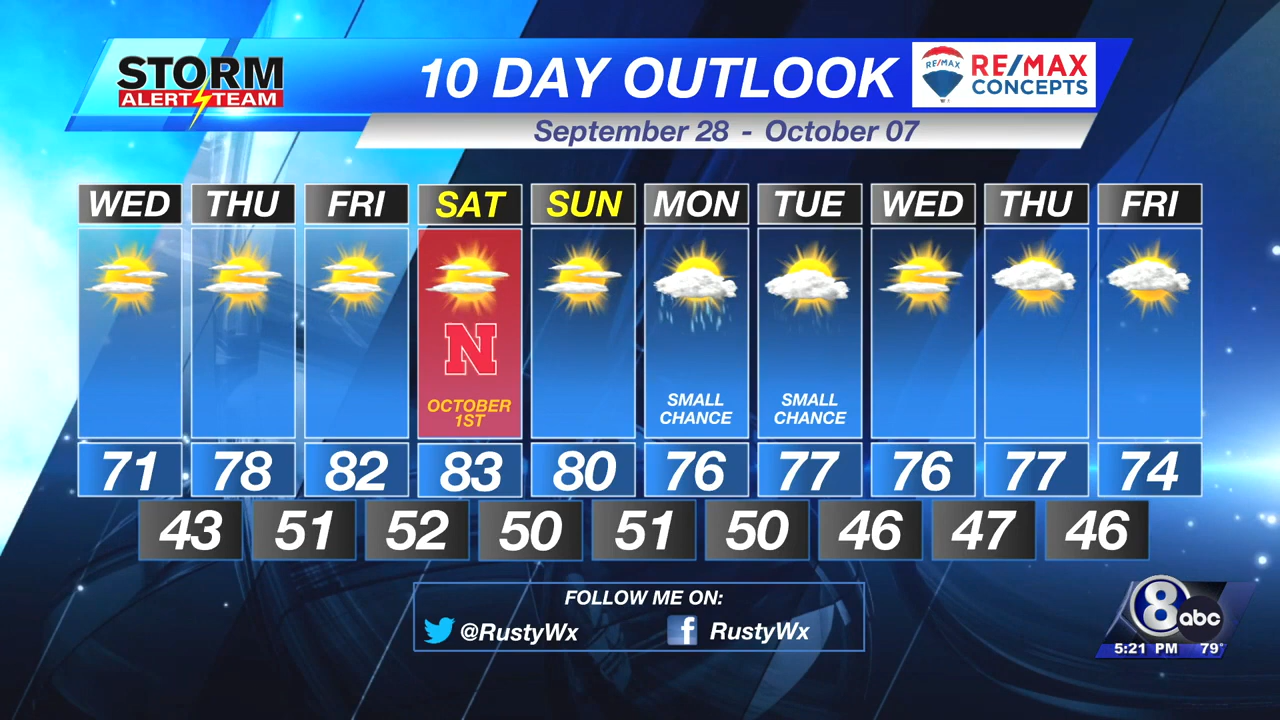 STORM
ALERT TEAM
10 DAY OUTLOOK
RE/MAX
RE/MAX
CONCEPTS
September 28 - October 07
WED THU FRI SAT SUN MON TUE WED THU FRI
N
OCTOBER
1ST
SMALL
CHANCE
SMALL
CHANCE
71 78 82 83 80 76 77 76 77 74
43 51 52 50 51 50 46 47 46
FOLLOW ME ON:
@RustyWx f RustyWx
8 abc
5:21 PM 79°